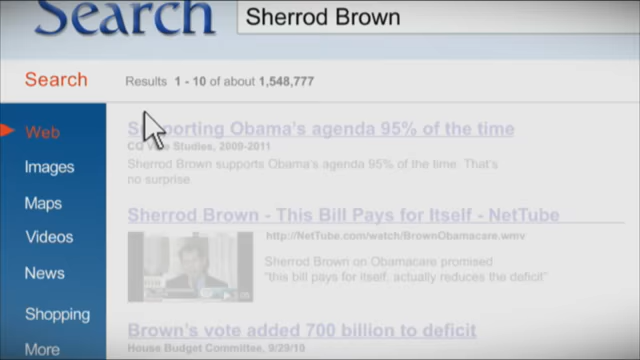 Search
Sherrod Brown
Search
Results 1 - 10 of about 1,548,777
Web
Supporting Obama's agenda 95% of the time
CQ Vote Studies, 2009-2011
Sherrod Brown supports Obama's agenda 95% of the time. That's
no surprise
Images
Maps
Videos
News
Shopping
More
Sherrod Brown - This Bill Pays for Itself - NetTube
http://NetTube.com/watch/BrownObamacare.wmv
Sherrod Brown on Obamacare promised
"this bill pays for itself, actually reduces the deficit"
Brown's vote added 700 billion to deficit
House Budget Committee, 9/29/10